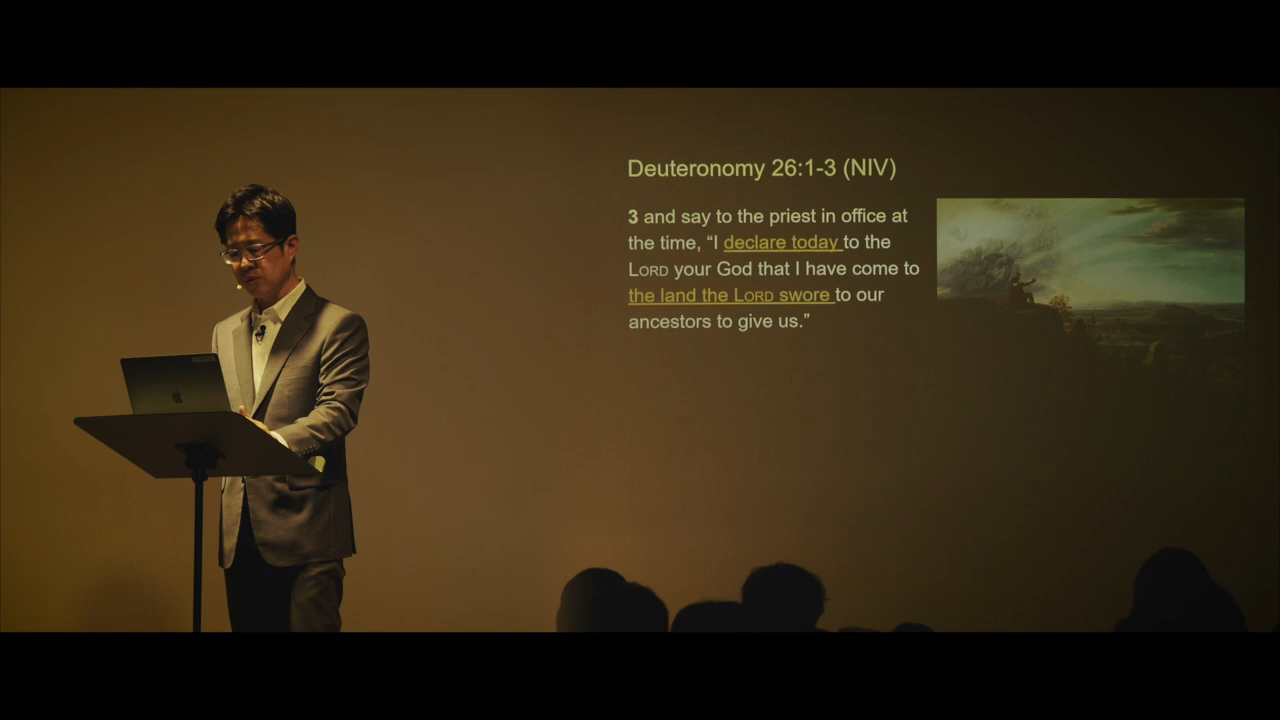 Deuteronomy 26:1-3 (NIV)
3 and say to the priest in office at
the time, “I declare today to the
LORD your God that I have come to
the land the LORD swore to our
ancestors to give us.”